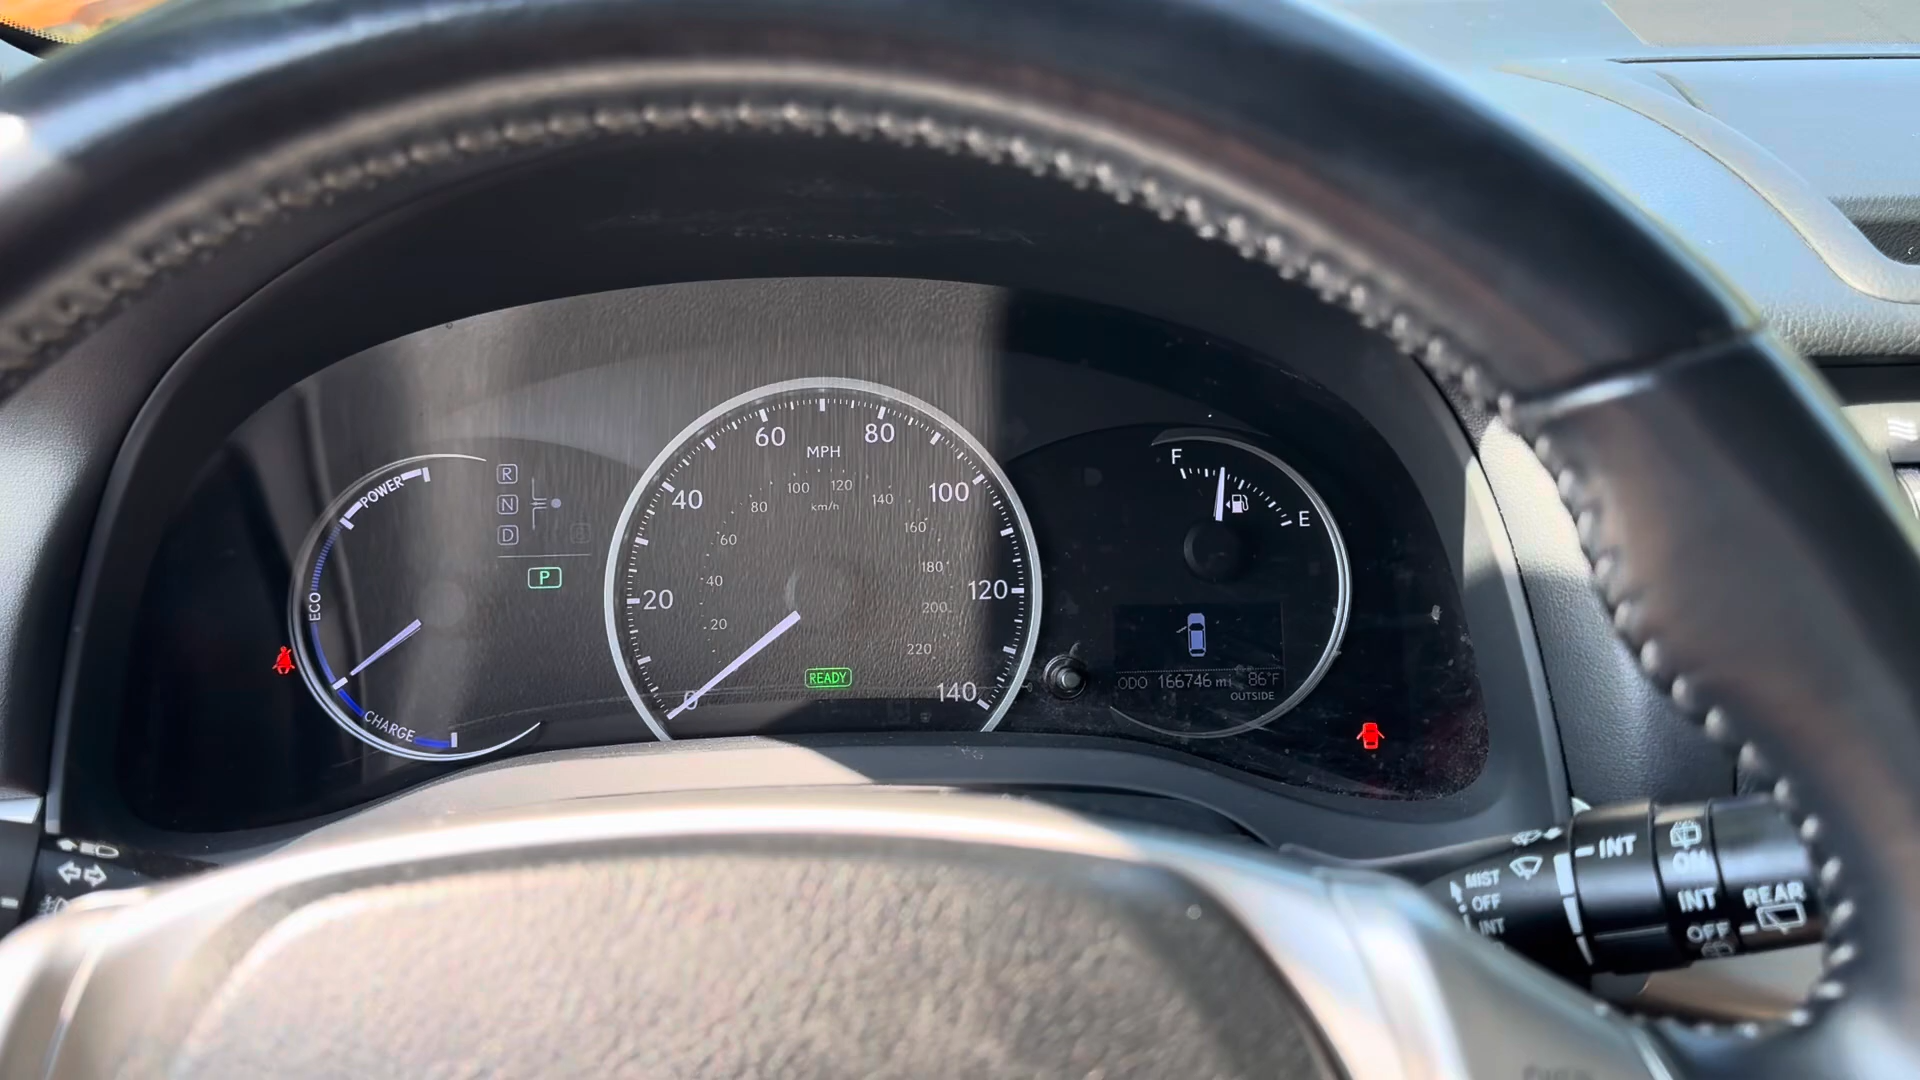 POWER
ECO
CHARGE
R
N
D
P
MPH
km/h
0
20
40
60
80
100
120
140
20
40
60
80
100
120
140
160
180
200
220
READY
F
E
ODO 166746 mi 86°F
OUTSIDE
MIST
OFF
INT
INT
ON
INT
OFF
REAR